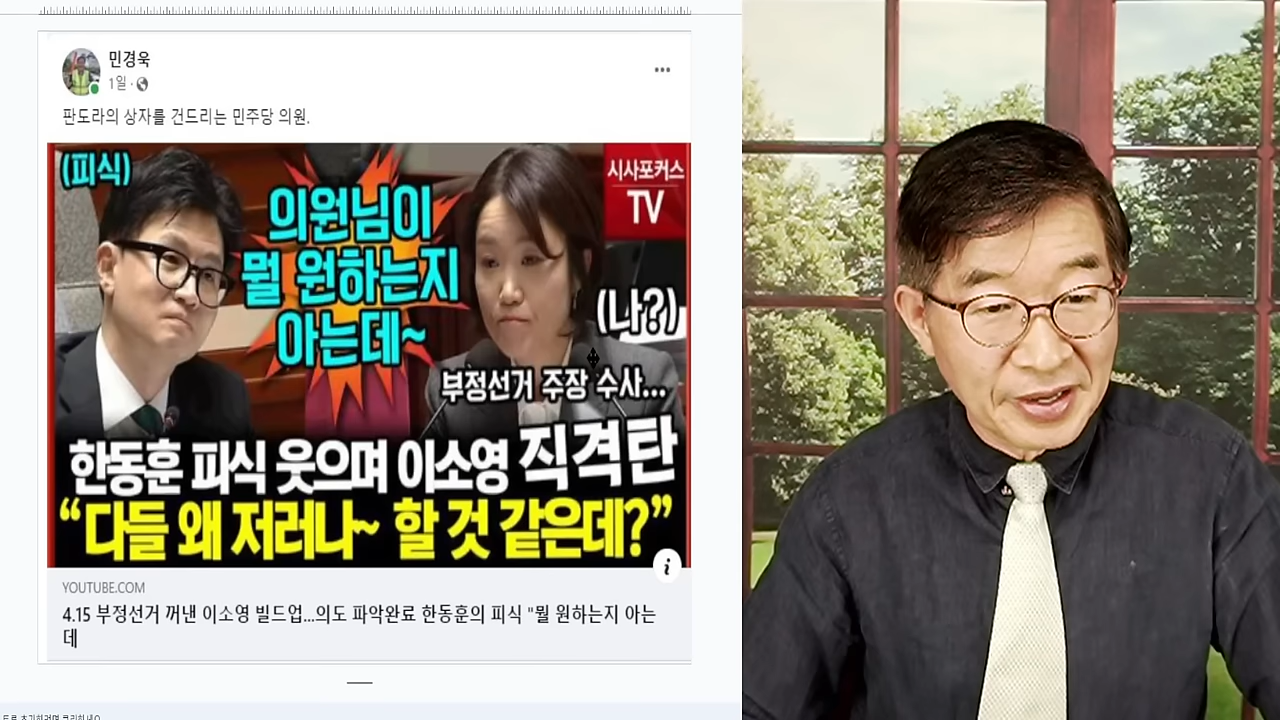 민경욱
1일
판도라의 상자를 건드리는 민주당 의원.
(피식)
의원님이
뭘 원하는지
아는데~
시사포커스
TV
(나?)
부정선거 주장 수사...
한동훈 피식 웃으며 이소영 직격탄
“다들 왜 저러나~ 할 것 같은데?”
YOUTUBE.COM
4.15 부정선거 꺼낸 이소영 빌드업...의도 파악완료 한동훈의 피식 "뭘 원하는지 아는
데